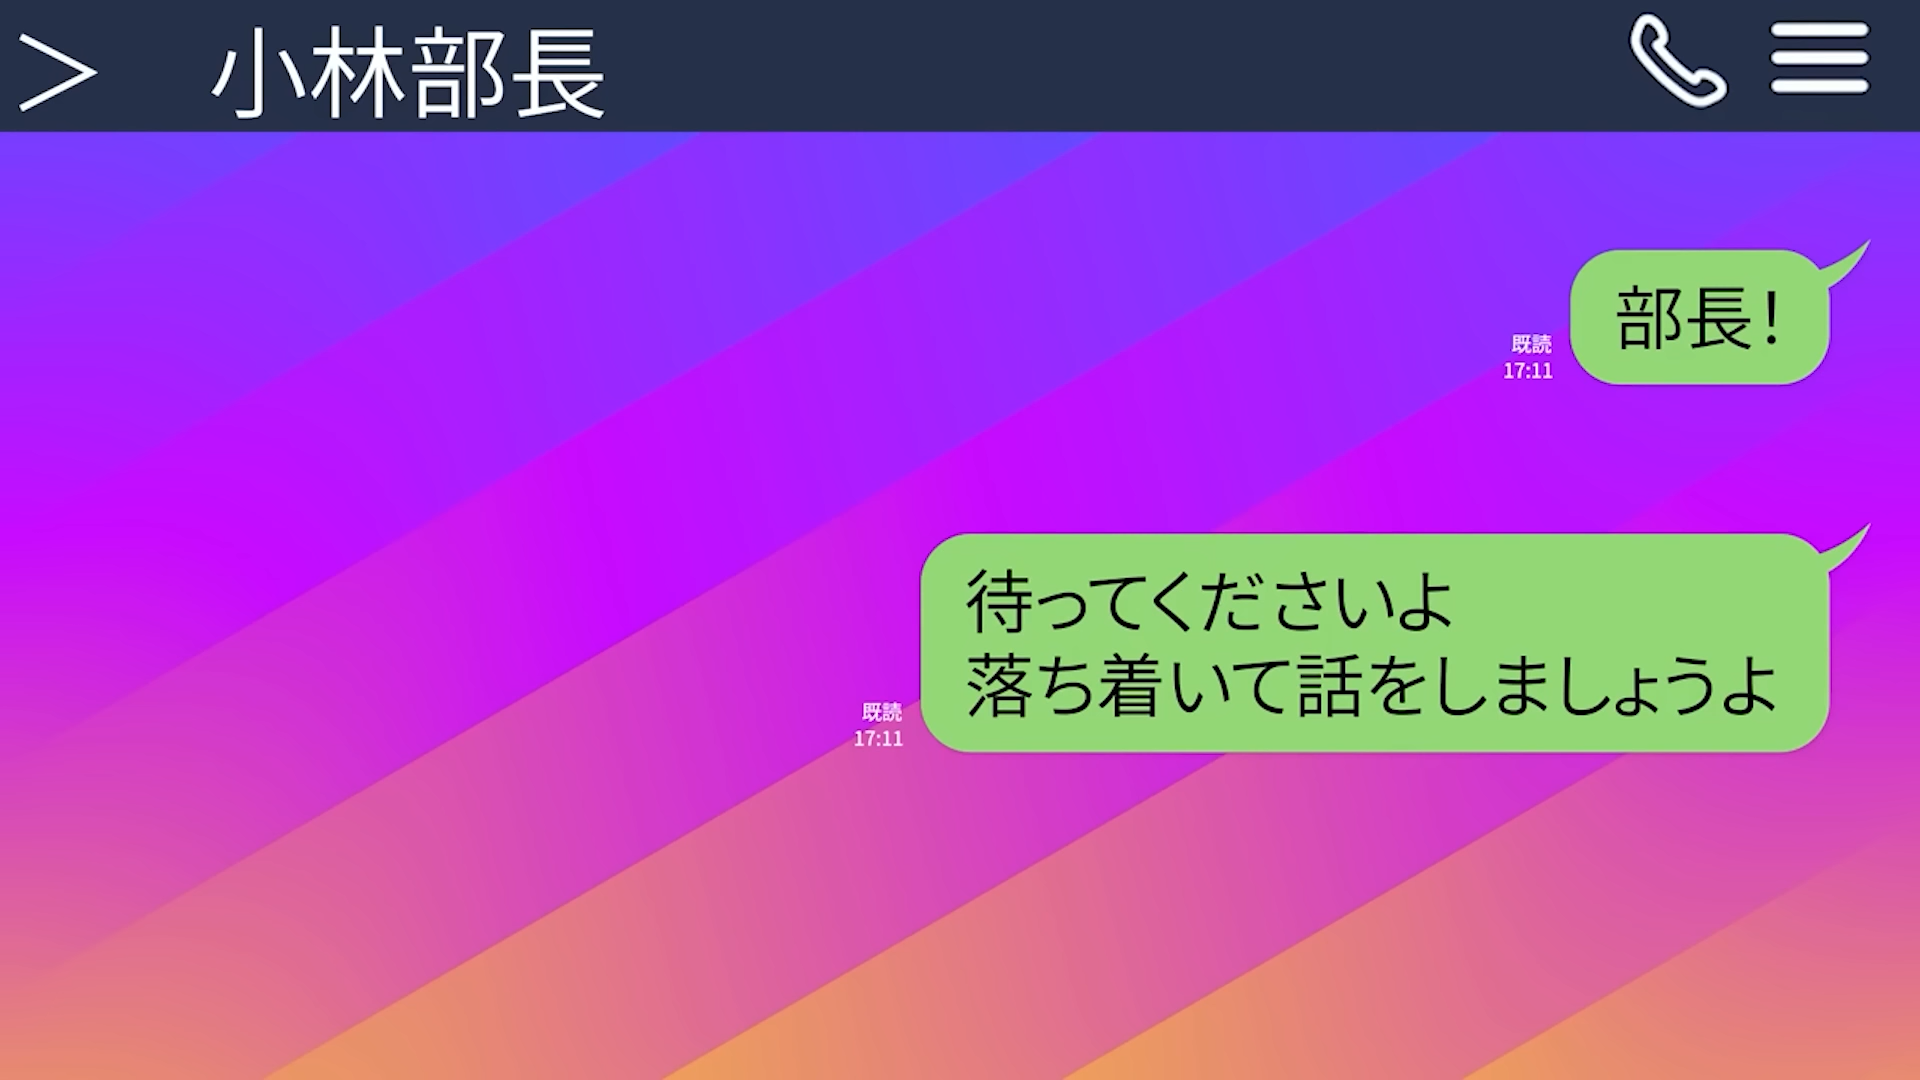 小林部長
部長!
既読
17:11
待ってくださいよ
落ち着いて話をしましょうよ
既読
17:11